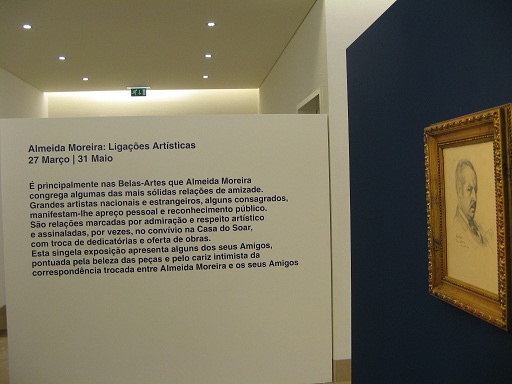 Almeida Moreira: Ligações Artísticas
27 Março | 31 Maio
É principalmente nas Belas-Artes que Almeida Moreira
congrega algumas das mais sólidas relações de amizade.
Grandes artistas nacionais e estrangeiros, alguns consagrados,
manifestam-lhe apreço pessoal e reconhecimento público.
São relações marcadas por admiração e respeito artístico
e assinaladas, por vezes, no convívio na Casa do Soar,
com troca de dedicatórias e oferta de obras.
Esta singela exposição apresenta alguns dos seus Amigos,
pontuada pela beleza das peças e pelo cariz intimista da
correspondência trocada entre Almeida Moreira e os seus Amigos